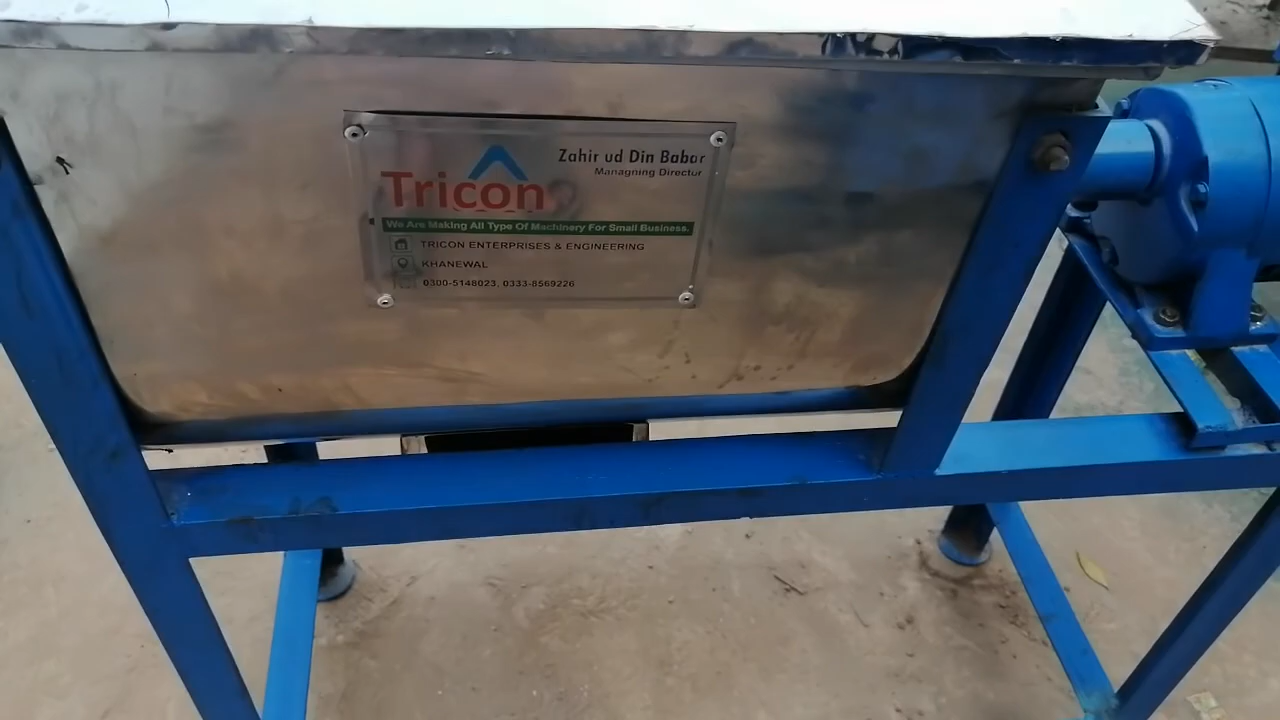 Zahir ud Din Babar
Managning Director
Tricon
We Are Making All Type Of Machinery For Small Business.
TRICON ENTERPRISES & ENGINEERING
KHANEWAL
0300-5148023, 0333-8569226